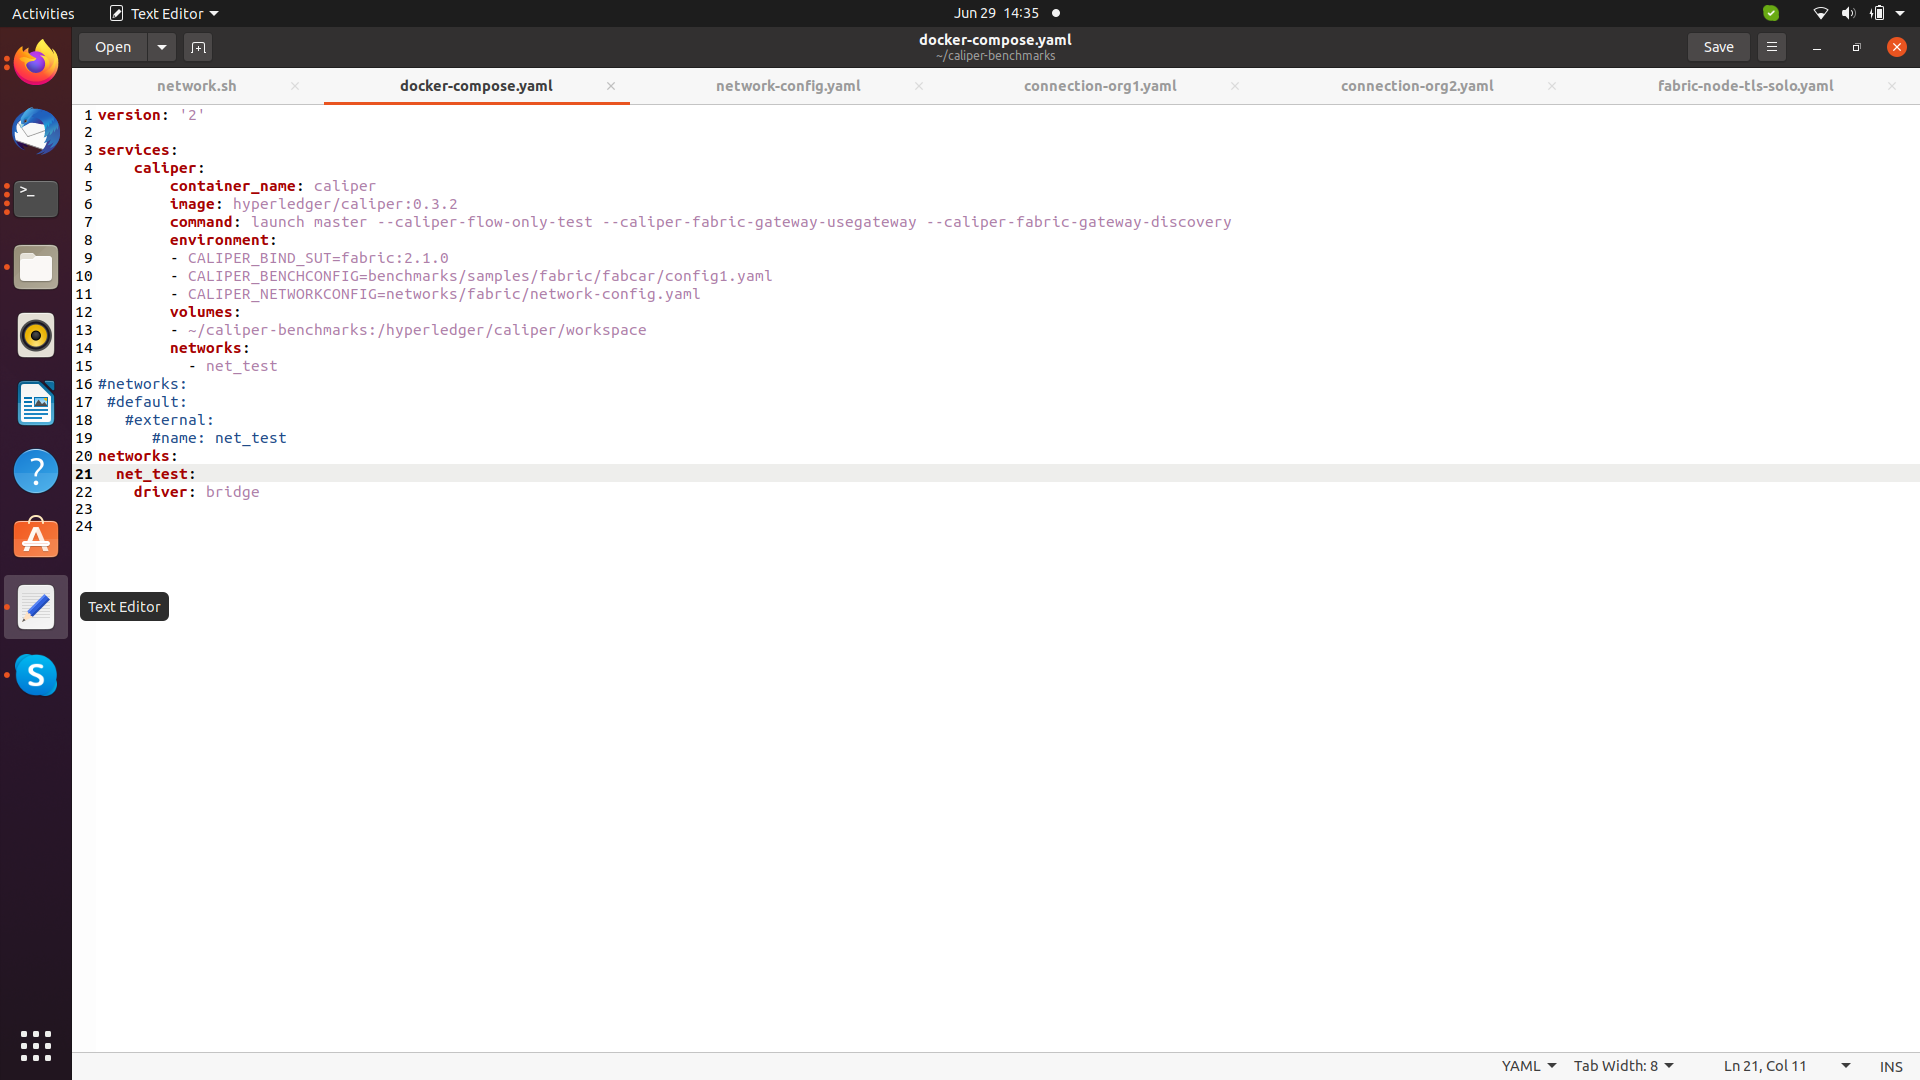 Activities
Text Editor
Jun 29 14:35
Open
docker-compose.yaml
~/caliper-benchmarks
Save
network.sh
docker-compose.yaml
network-config.yaml
connection-org1.yaml
connection-org2.yaml
fabric-node-tls-solo.yaml
1 version: '2'
2
3 services:
4     caliper:
5         container_name: caliper
6         image: hyperledger/caliper:0.3.2
7         command: launch master --caliper-flow-only-test --caliper-fabric-gateway-usegateway --caliper-fabric-gateway-discovery
8         environment:
9         - CALIPER_BIND_SUT=fabric:2.1.0
10         - CALIPER_BENCHCONFIG=benchmarks/samples/fabric/fabcar/config1.yaml
11         - CALIPER_NETWORKCONFIG=networks/fabric/network-config.yaml
12         volumes:
13         - ~/caliper-benchmarks:/hyperledger/caliper/workspace
14         networks:
15           - net_test
16 #networks:
17  #default:
18    #external:
19       #name: net_test
20 networks:
21   net_test:
22     driver: bridge
23
24
Text Editor
YAML
Tab Width: 8
Ln 21, Col 11
INS